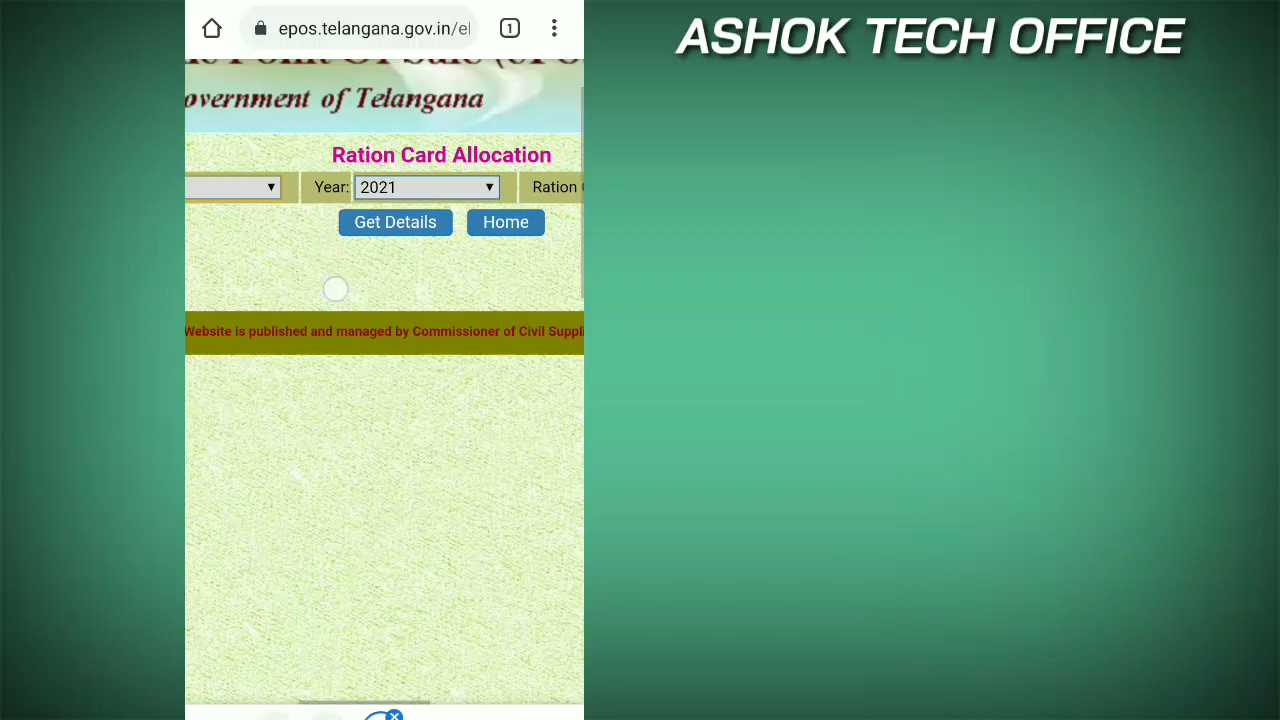 ASHOK TECH OFFICE
epos.telangana.gov.in/el
1
overnment of Telangana
Ration Card Allocation
Year: 2021 Ration
Get Details Home
Website is published and managed by Commissioner of Civil Suppli